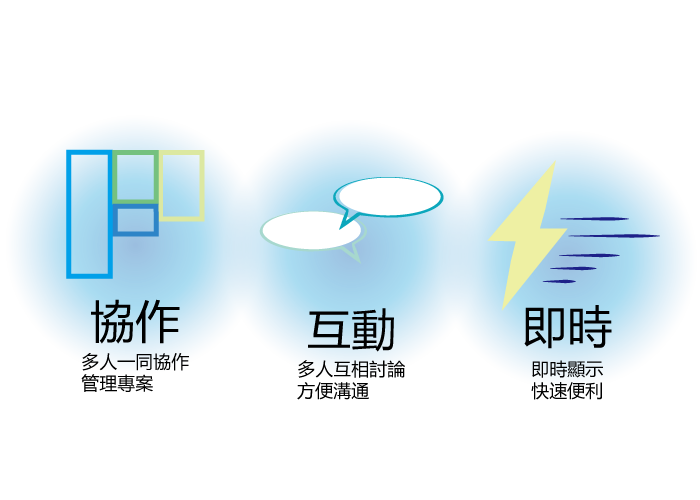 協作
多人一同協作
管理專案
互動
多人互相討論
方便溝通
即時
即時顯示
快速便利